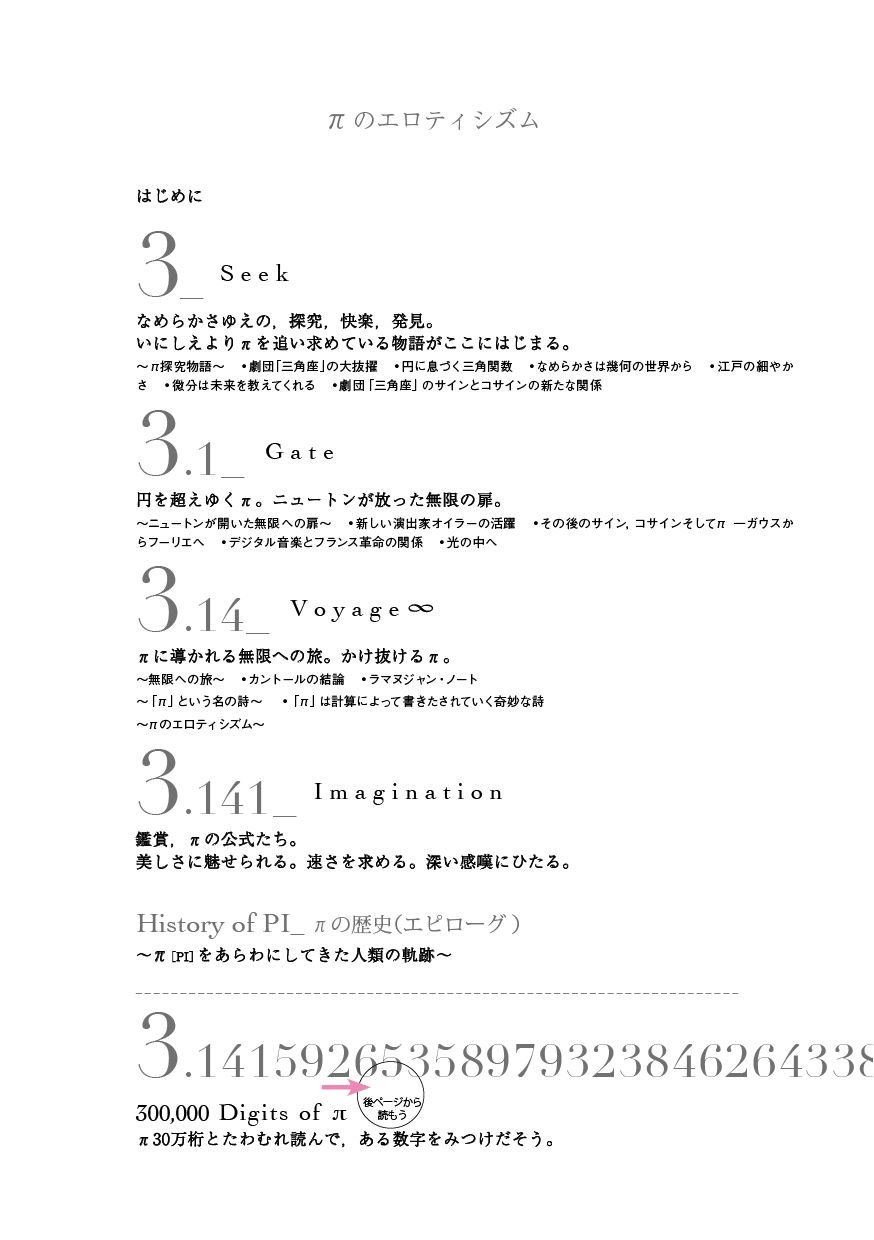 πのエロティシズム
はじめに
3_ Seek
なめらかさゆえの，探究，快楽，発見。
いにしえよりπを追い求めている物語がここにはじまる。
～π探究物語～　•劇団「三角座」の大抜擢　•円に息づく三角関数　•なめらかさは幾何の世界から　•江戸の細やか
さ　•微分は未来を教えてくれる　•劇団「三角座」のサインとコサインの新たな関係
3.1_ Gate
円を超えゆくπ。ニュートンが放った無限の扉。
～ニュートンが開いた無限への扉～　•新しい演出家オイラーの活躍　•その後のサイン，コサインそしてπ　―ガウスか
らフーリエへ　•デジタル音楽とフランス革命の関係　•光の中へ
3.14_ Voyage∞
πに導かれる無限への旅。かけ抜けるπ。
～無限への旅～　•カントールの結論　•ラマヌジャン・ノート
～「π」という名の詩～　•「π」は計算によって書きたされていく奇妙な詩
～πのエロティシズム～
3.141_ Imagination
鑑賞，πの公式たち。
美しさに魅せられる。速さを求める。深い感嘆にひたる。
History of PI_ πの歴史（エピローグ）
～π［PI］をあらわにしてきた人類の軌跡～
3.14159265358979323846264338
300,000 Digits of π
後ページから
読もう
π30万桁とたわむれ読んで，ある数字をみつけだそう。